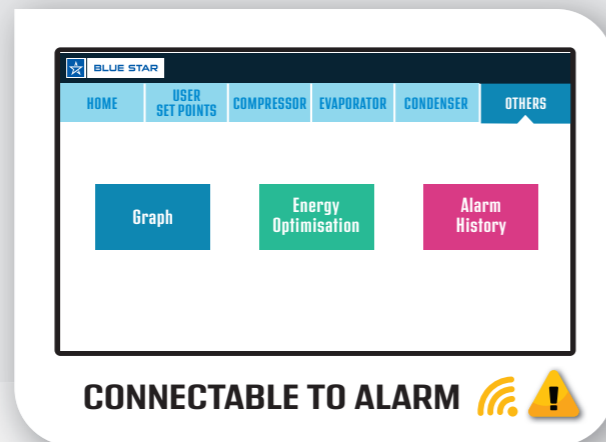 BLUE STAR
HOME
USER
SET POINTS
COMPRESSOR
EVAPORATOR
CONDENSER
OTHERS
Graph
Energy
Optimisation
Alarm
History
CONNECTABLE TO ALARM
!